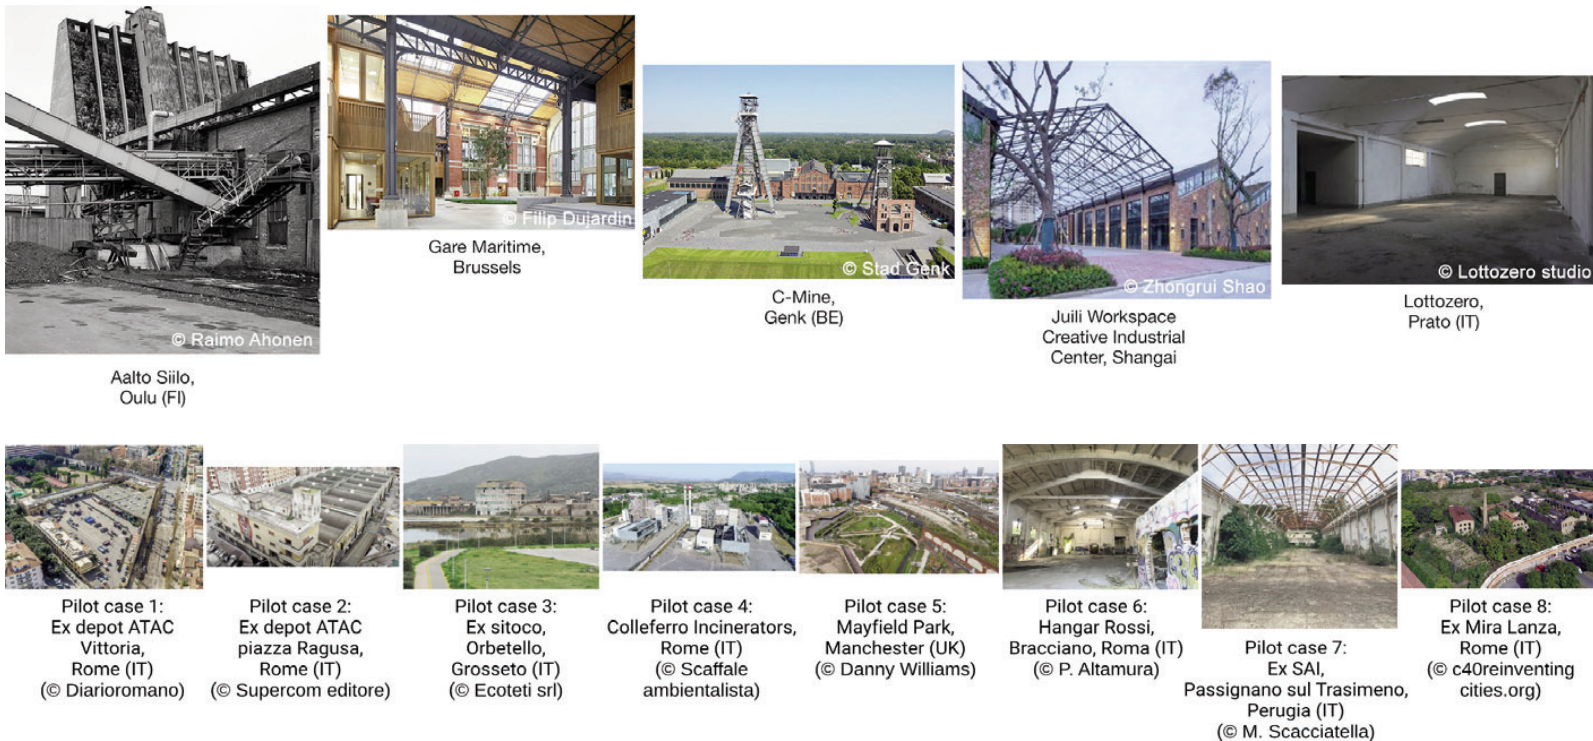 © Raimo Ahonen
Aalto Siilo,
Oulu (FI)
© Filip Dujardin
Gare Maritime,
Brussels
© Stad Genk
C-Mine,
Genk (BE)
© Zhongrui Shao
Juili Workspace
Creative Industrial
Center, Shangai
© Lottozero studio
Lottozero,
Prato (IT)
Pilot case 1:
Ex depot ATAC
Vittoria,
Rome (IT)
(© Diarioromano)
Pilot case 2:
Ex depot ATAC
piazza Ragusa,
Rome (IT)
(© Supercom editore)
Pilot case 3:
Ex sitoco,
Orbetello,
Grosseto (IT)
(© Ecoteti srl)
Pilot case 4:
Colleferro Incinerators,
Rome (IT)
(© Scaffale
ambientalista)
Pilot case 5:
Mayfield Park,
Manchester (UK)
(© Danny Williams)
Pilot case 6:
Hangar Rossi,
Bracciano, Roma (IT)
(© P. Altamura)
Pilot case 7:
Ex SAI,
Passignano sul Trasimeno,
Perugia (IT)
(© M. Scacciatella)
Pilot case 8:
Ex Mira Lanza,
Rome (IT)
(© c40reinventing
cities.org)